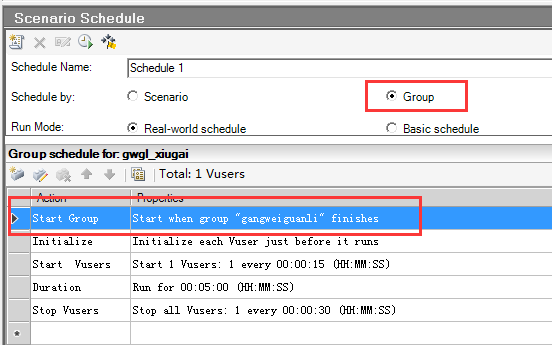 Scenario Schedule
Schedule Name: Schedule 1
Schedule by: Scenario Group
Run Mode: Real-world schedule Basic schedule
Group schedule for: gwgl_xiugai
Total: 1 Vusers
Action Properties
Start Group Start when group "gangweiguanli" finishes
Initialize Initialize each Vuser just before it runs
Start Vusers Start 1 Vusers: 1 every 00:00:15 (HH:MM:SS)
Duration Run for 00:05:00 (HH:MM:SS)
Stop Vusers Stop all Vusers: 1 every 00:00:30 (HH:MM:SS)